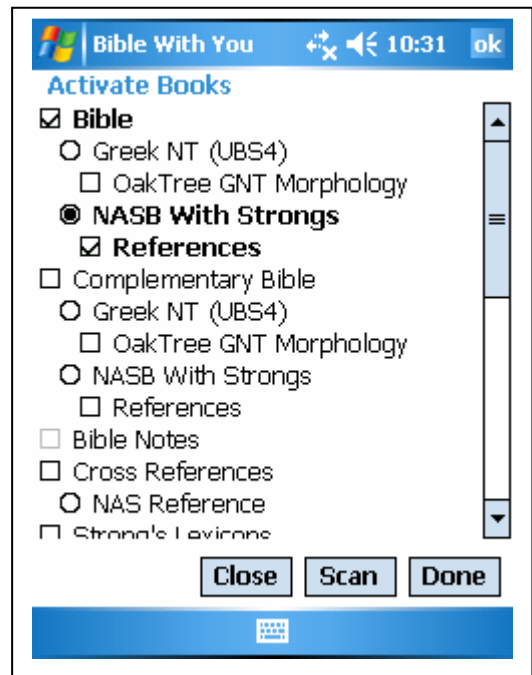 Bible With You 10:31 ok
Activate Books
Bible
Greek NT (UBS4)
OakTree GNT Morphology
NASB With Strongs
References
Complementary Bible
Greek NT (UBS4)
OakTree GNT Morphology
NASB With Strongs
References
Bible Notes
Cross References
NAS Reference
Strong's Lexicons
Close Scan Done